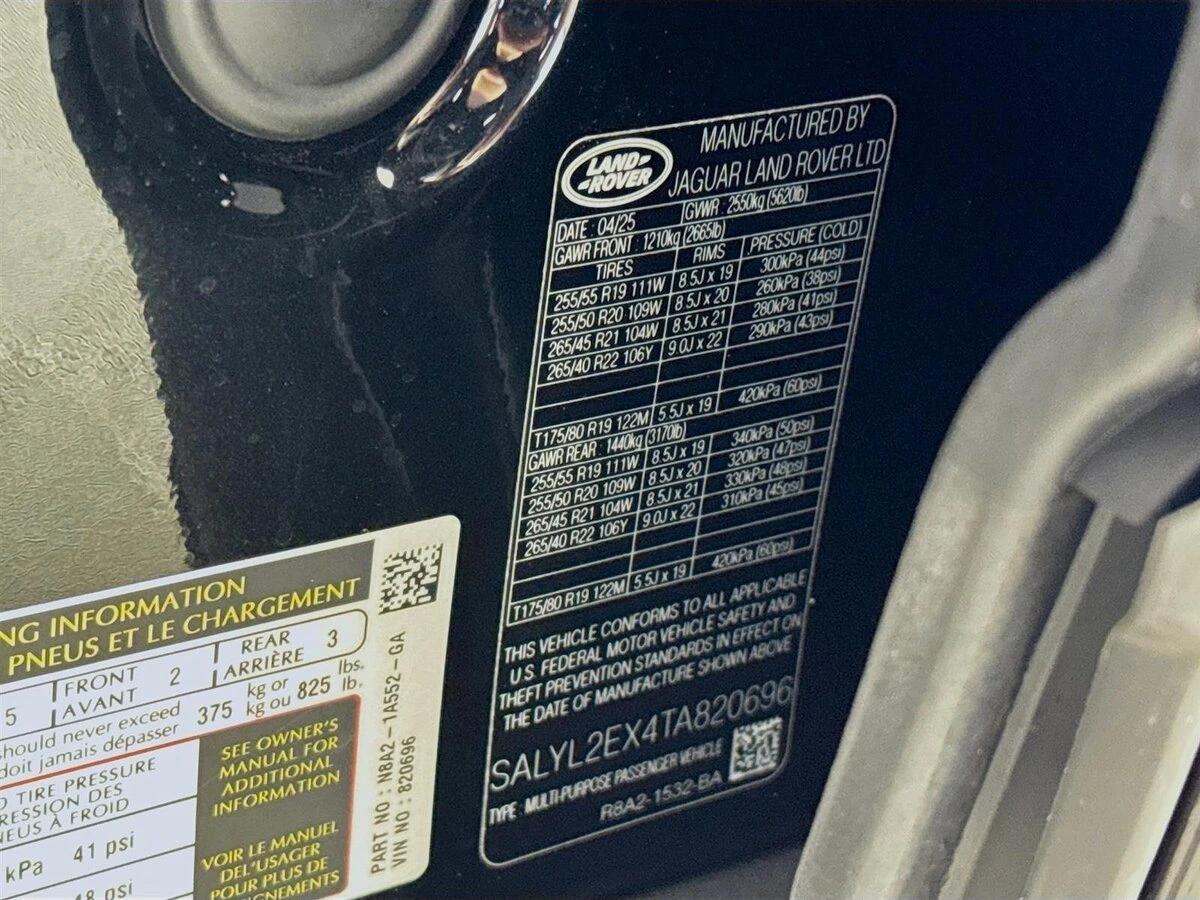 LAND-
-ROVER
MANUFACTURED BY
JAGUAR LAND ROVER LTD
DATE : 04/25 GVWR : 2550kg (5620lb)
GAWR FRONT : 1210kg (2665lb)
TIRES RIMS PRESSURE (COLD)
255/55 R19 111W 8.5J x 19 300kPa (44psi)
255/50 R20 109W 8.5J x 20 260kPa (38psi)
265/45 R21 104W 8.5J x 21 280kPa (41psi)
265/40 R22 106Y 9.0J x 22 290kPa (43psi)
T175/80 R19 122M 5.5J x 19 420kPa (60psi)
GAWR REAR : 1440kg (3170lb)
255/55 R19 111W 8.5J x 19 340kPa (50psi)
255/50 R20 109W 8.5J x 20 320kPa (47psi)
265/45 R21 104W 8.5J x 21 330kPa (48psi)
265/40 R22 106Y 9.0J x 22 310kPa (45psi)
T175/80 R19 122M 5.5J x 19 420kPa (60psi)
THIS VEHICLE CONFORMS TO ALL APPLICABLE
U.S. FEDERAL MOTOR VEHICLE SAFETY AND
THEFT PREVENTION STANDARDS IN EFFECT ON
THE DATE OF MANUFACTURE SHOWN ABOVE
SALYL2EX4TA820696
TYPE : MULTI-PURPOSE PASSENGER VEHICLE
R8A2-1532-BA
NG INFORMATION
PNEUS ET LE CHARGEMENT
5 FRONT 2 REAR 3
AVANT ARRIÈRE
should never exceed 375 kg or 825 lbs.
doit jamais dépasser kg ou lb.
TIRE PRESSURE
RESSION DES
NEUS À FROID
kPa 41 psi
48 psi
SEE OWNER'S
MANUAL FOR
ADDITIONAL
INFORMATION
VOIR LE MANUEL
DEL'USAGER
POUR PLUS DE
IGNEMENTS
PART NO : N8A2-1A552-GA
VIN NO : 820696